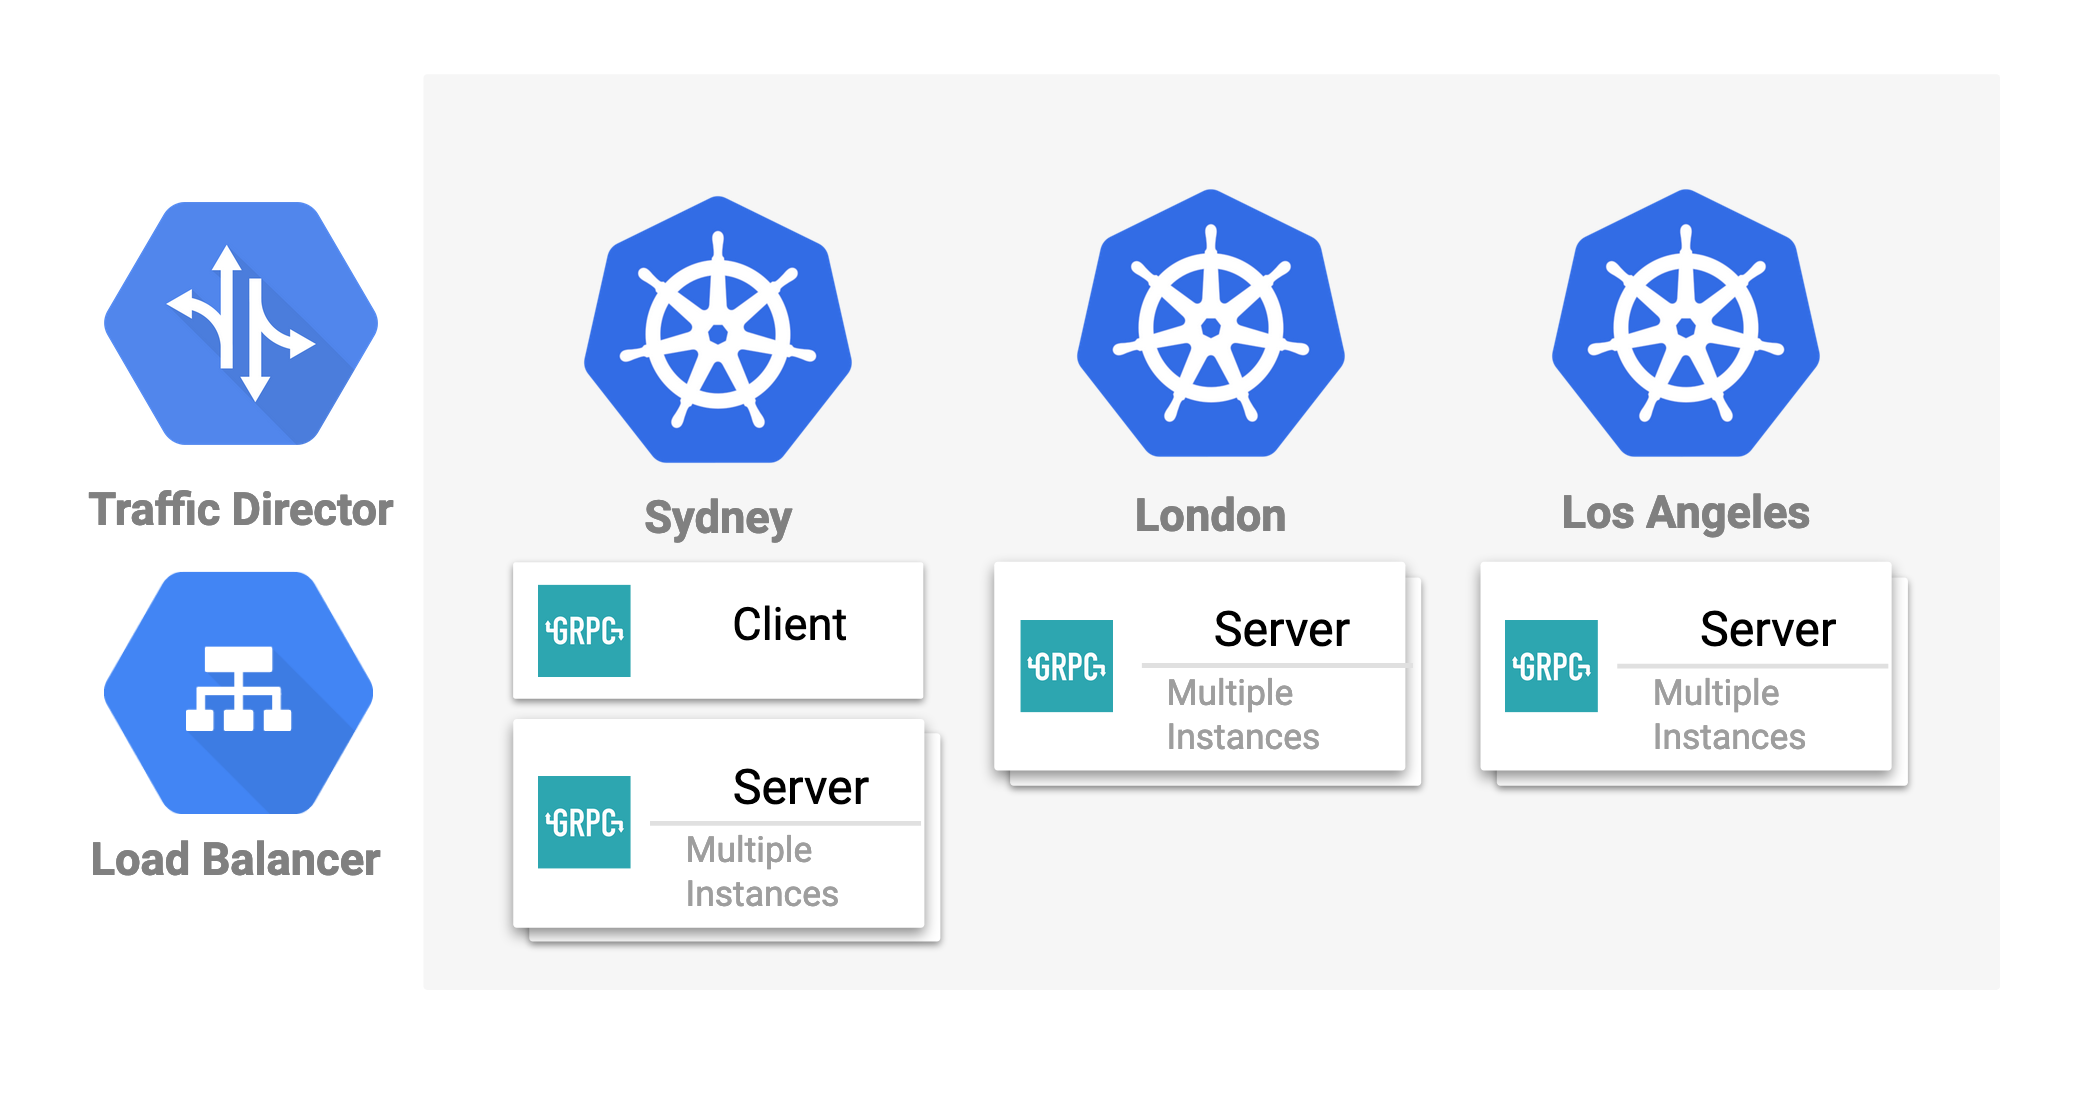 Traffic Director
Load Balancer
Sydney
GRPC
Client
GRPC
Server
Multiple
Instances
London
GRPC
Server
Multiple
Instances
Los Angeles
GRPC
Server
Multiple
Instances